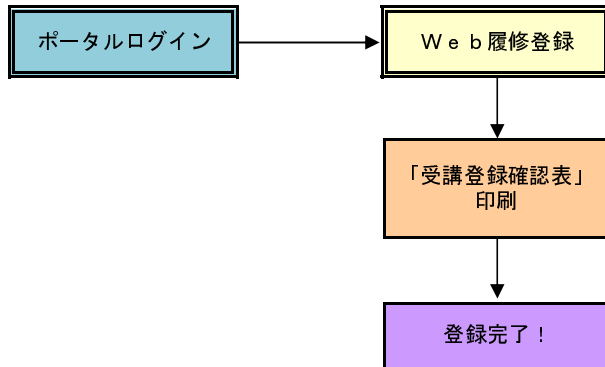 ポータルログイン
Ｗｅｂ履修登録
「受講登録確認表」
印刷
登録完了！